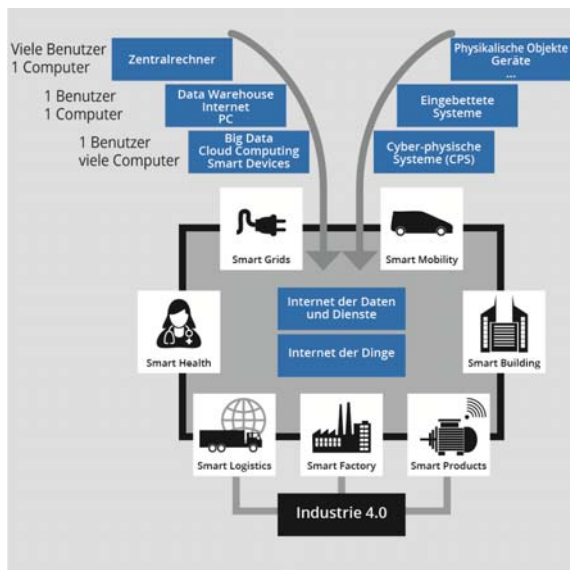 Viele Benutzer
1 Computer
Zentralrechner
Physikalische Objekte
Geräte
...
1 Benutzer
1 Computer
Data Warehouse
Internet
PC
Eingebettete
Systeme
1 Benutzer
viele Computer
Big Data
Cloud Computing
Smart Devices
Cyber-physische
Systeme (CPS)
Smart Grids
Smart Mobility
Internet der Daten
und Dienste
Internet der Dinge
Smart Health
Smart Building
Smart Logistics
Smart Factory
Smart Products
Industrie 4.0